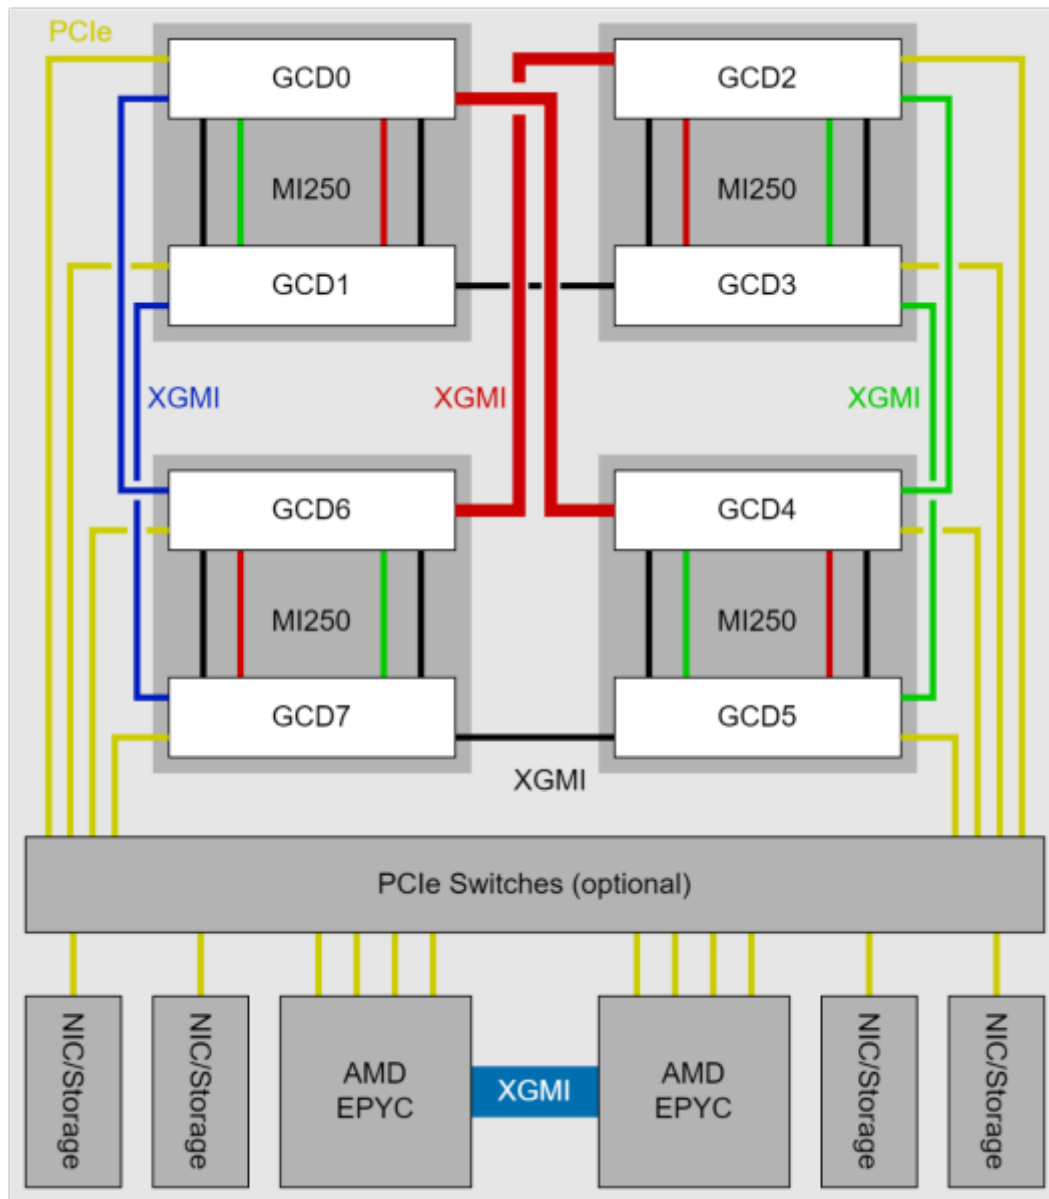 PCIe
GCD0
GCD2
MI250
MI250
GCD1
GCD3
XGMI
XGMI
XGMI
GCD6
GCD4
MI250
MI250
GCD7
GCD5
XGMI
PCIe Switches (optional)
NIC/Storage
NIC/Storage
AMD
EPYC
XGMI
AMD
EPYC
NIC/Storage
NIC/Storage